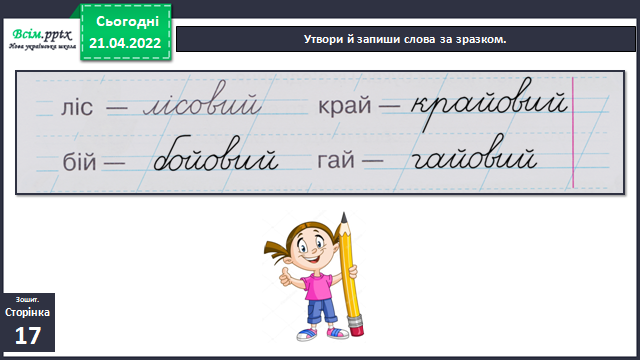 Всім.pptx
Нова українська школа
Сьогодні
21.04.2022
Утвори й запиши слова за зразком.
ліс — лісовий край — крайовий
бій — бойовий гай — гайовий
Зошит.
Сторінка
17